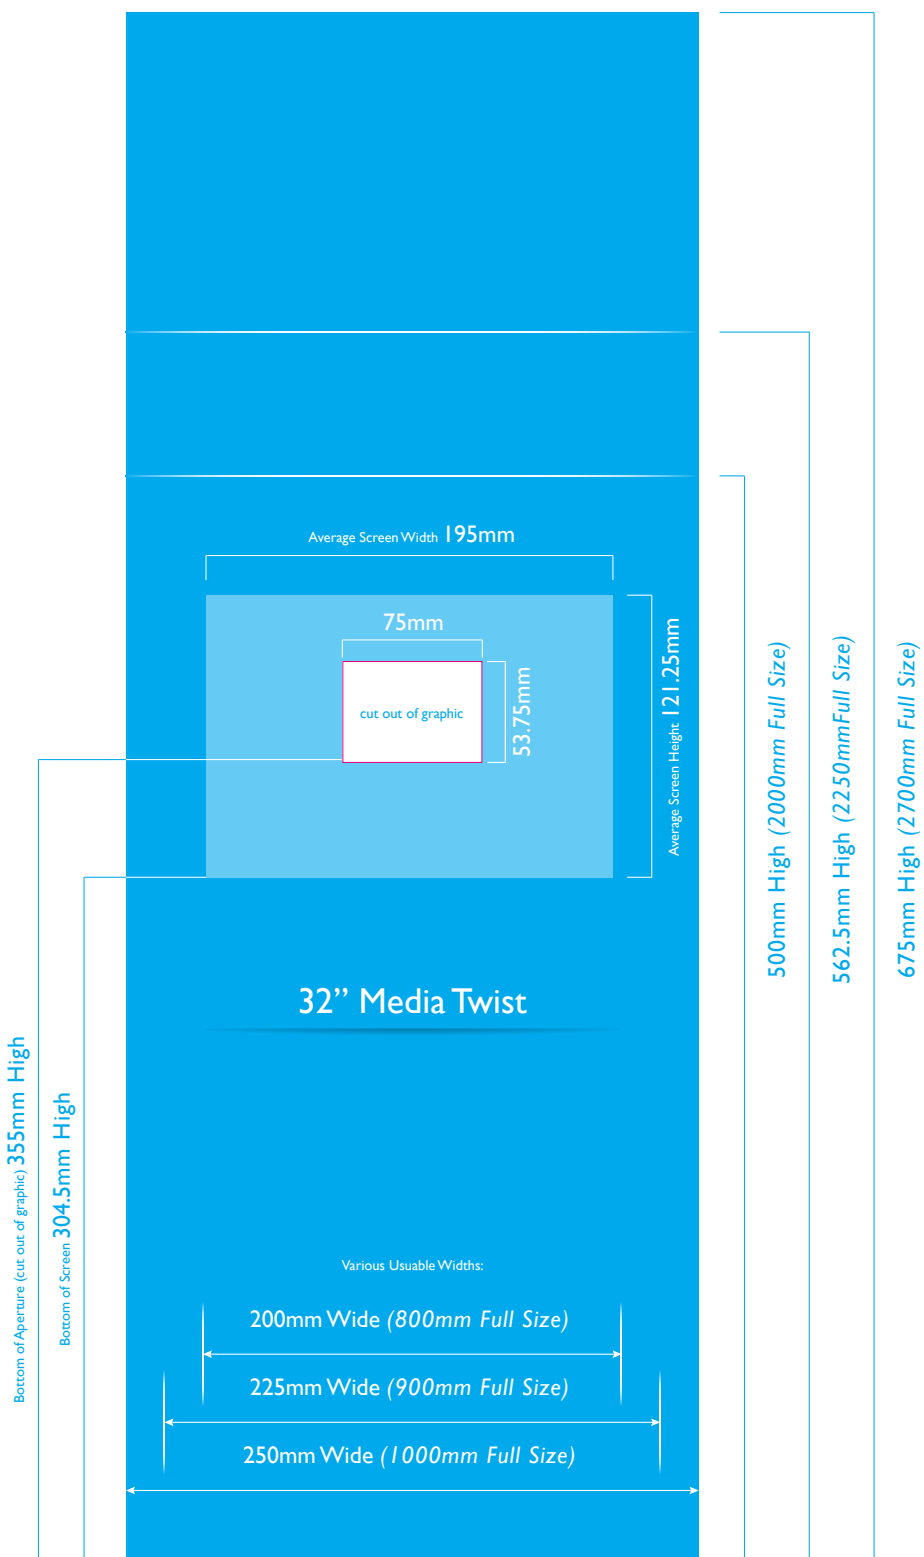 Average Screen Width 195mm
75mm
cut out of graphic
53.75mm
Average Screen Height 121.25mm
500mm High (2000mm Full Size)
562.5mm High (2250mmFull Size)
675mm High (2700mm Full Size)
32” Media Twist
Bottom of Aperture (cut out of graphic) 355mm High
Bottom of Screen 304.5mm High
Various Usuable Widths:
200mm Wide (800mm Full Size)
225mm Wide (900mm Full Size)
250mm Wide (1000mm Full Size)